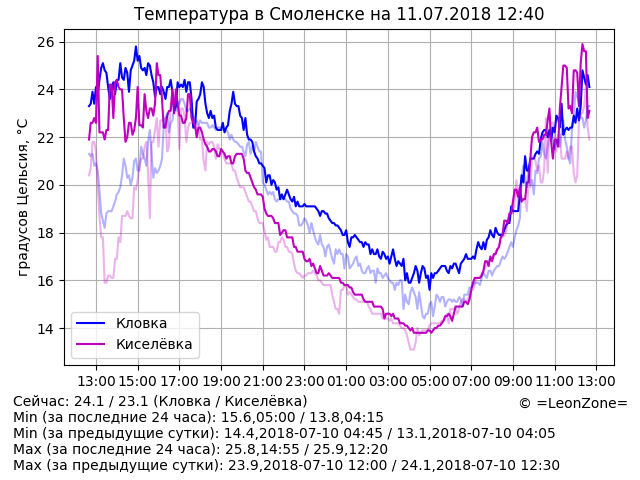 Температура в Смоленске на 11.07.2018 12:40
26
24
22
20
18
16
14
градусов Цельсия, °C
Кловка
Киселёвка
13:00 15:00 17:00 19:00 21:00 23:00 01:00 03:00 05:00 07:00 09:00 11:00 13:00
Сейчас: 24.1 / 23.1 (Кловка / Киселёвка)
© =LeonZone=
Min (за последние 24 часа): 15.6,05:00 / 13.8,04:15
Min (за предыдущие сутки): 14.4,2018-07-10 04:45 / 13.1,2018-07-10 04:05
Max (за последние 24 часа): 25.8,14:55 / 25.9,12:20
Max (за предыдущие сутки): 23.9,2018-07-10 12:00 / 24.1,2018-07-10 12:30